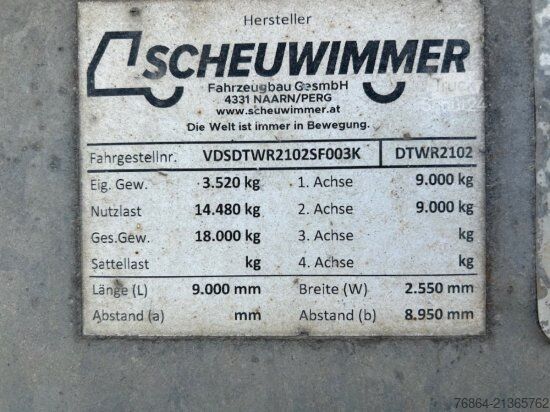 Hersteller
SCHEUWIMMER
Fahrzeugbau GesmbH
4331 NAARN/PERG
www.scheuwimmer.at
Die Welt ist immer in Bewegung.
Fahrgestellnr. VDSDTWR2102SF003K DTWR2102
Eig. Gew. 3.520 kg 1. Achse 9.000 kg
Nutzlast 14.480 kg 2. Achse 9.000 kg
Ges.Gew. 18.000 kg 3. Achse kg
Sattellast kg 4. Achse kg
Länge (L) 9.000 mm Breite (W) 2.550 mm
Abstand (a) mm Abstand (b) 8.950 mm
76864-21365762